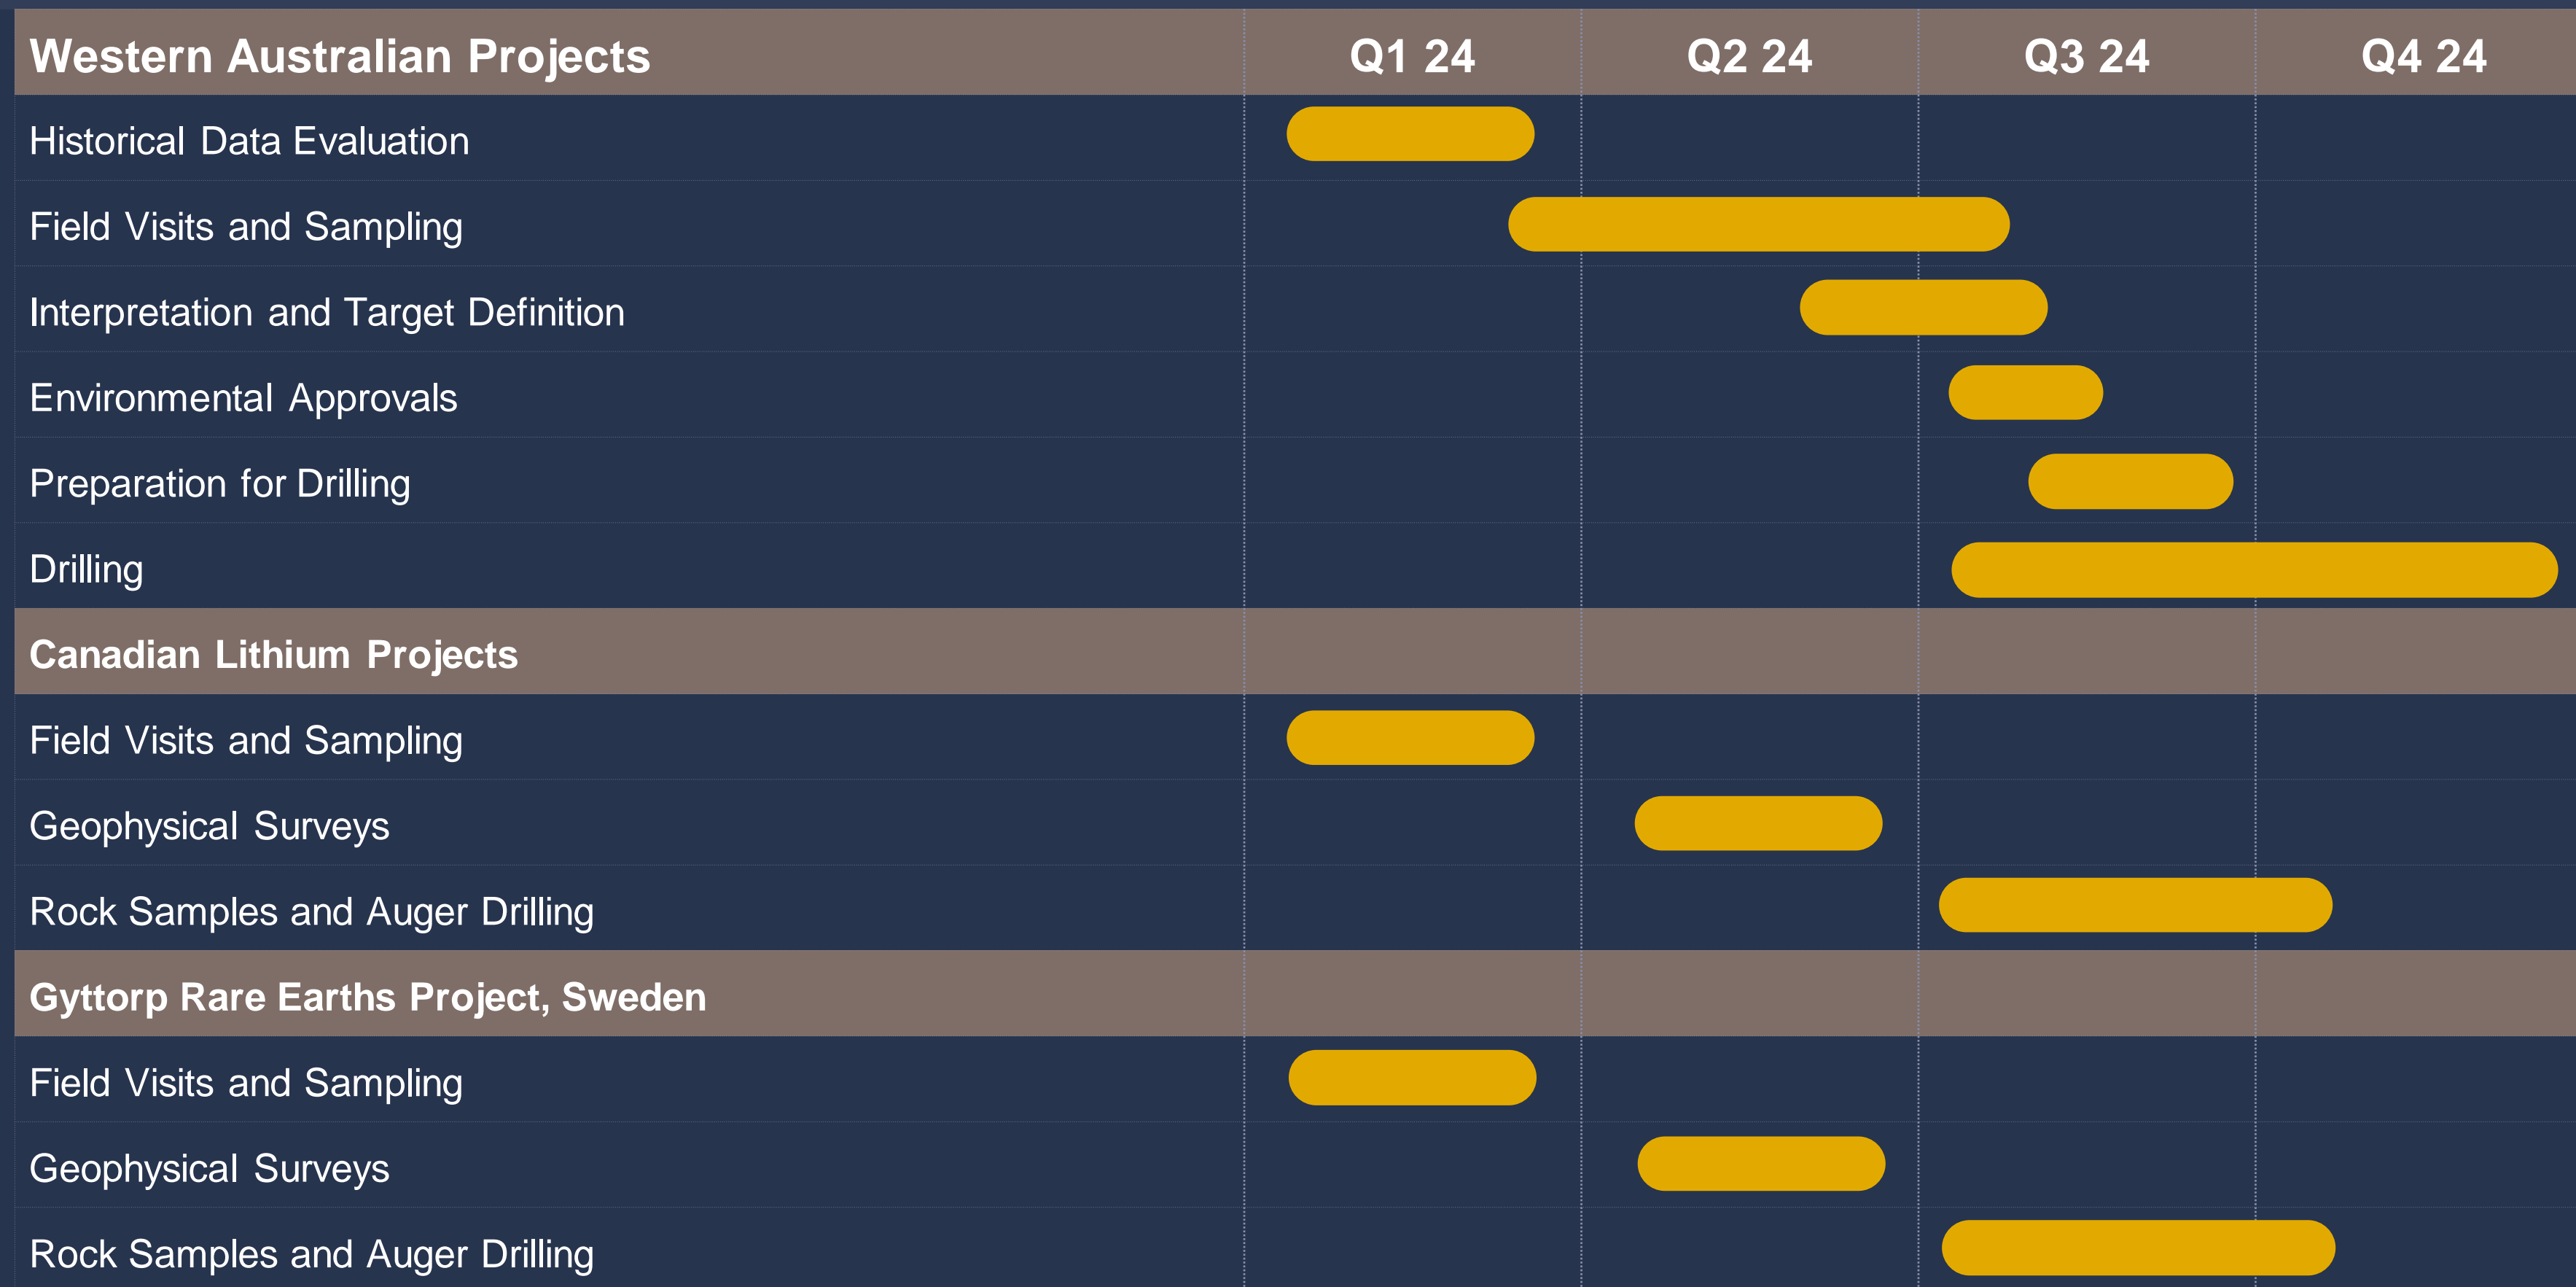 Western Australian Projects Q1 24 Q2 24 Q3 24 Q4 24
Historical Data Evaluation
Field Visits and Sampling
Interpretation and Target Definition
Environmental Approvals
Preparation for Drilling
Drilling
Canadian Lithium Projects
Field Visits and Sampling
Geophysical Surveys
Rock Samples and Auger Drilling
Gyttorp Rare Earths Project, Sweden
Field Visits and Sampling
Geophysical Surveys
Rock Samples and Auger Drilling